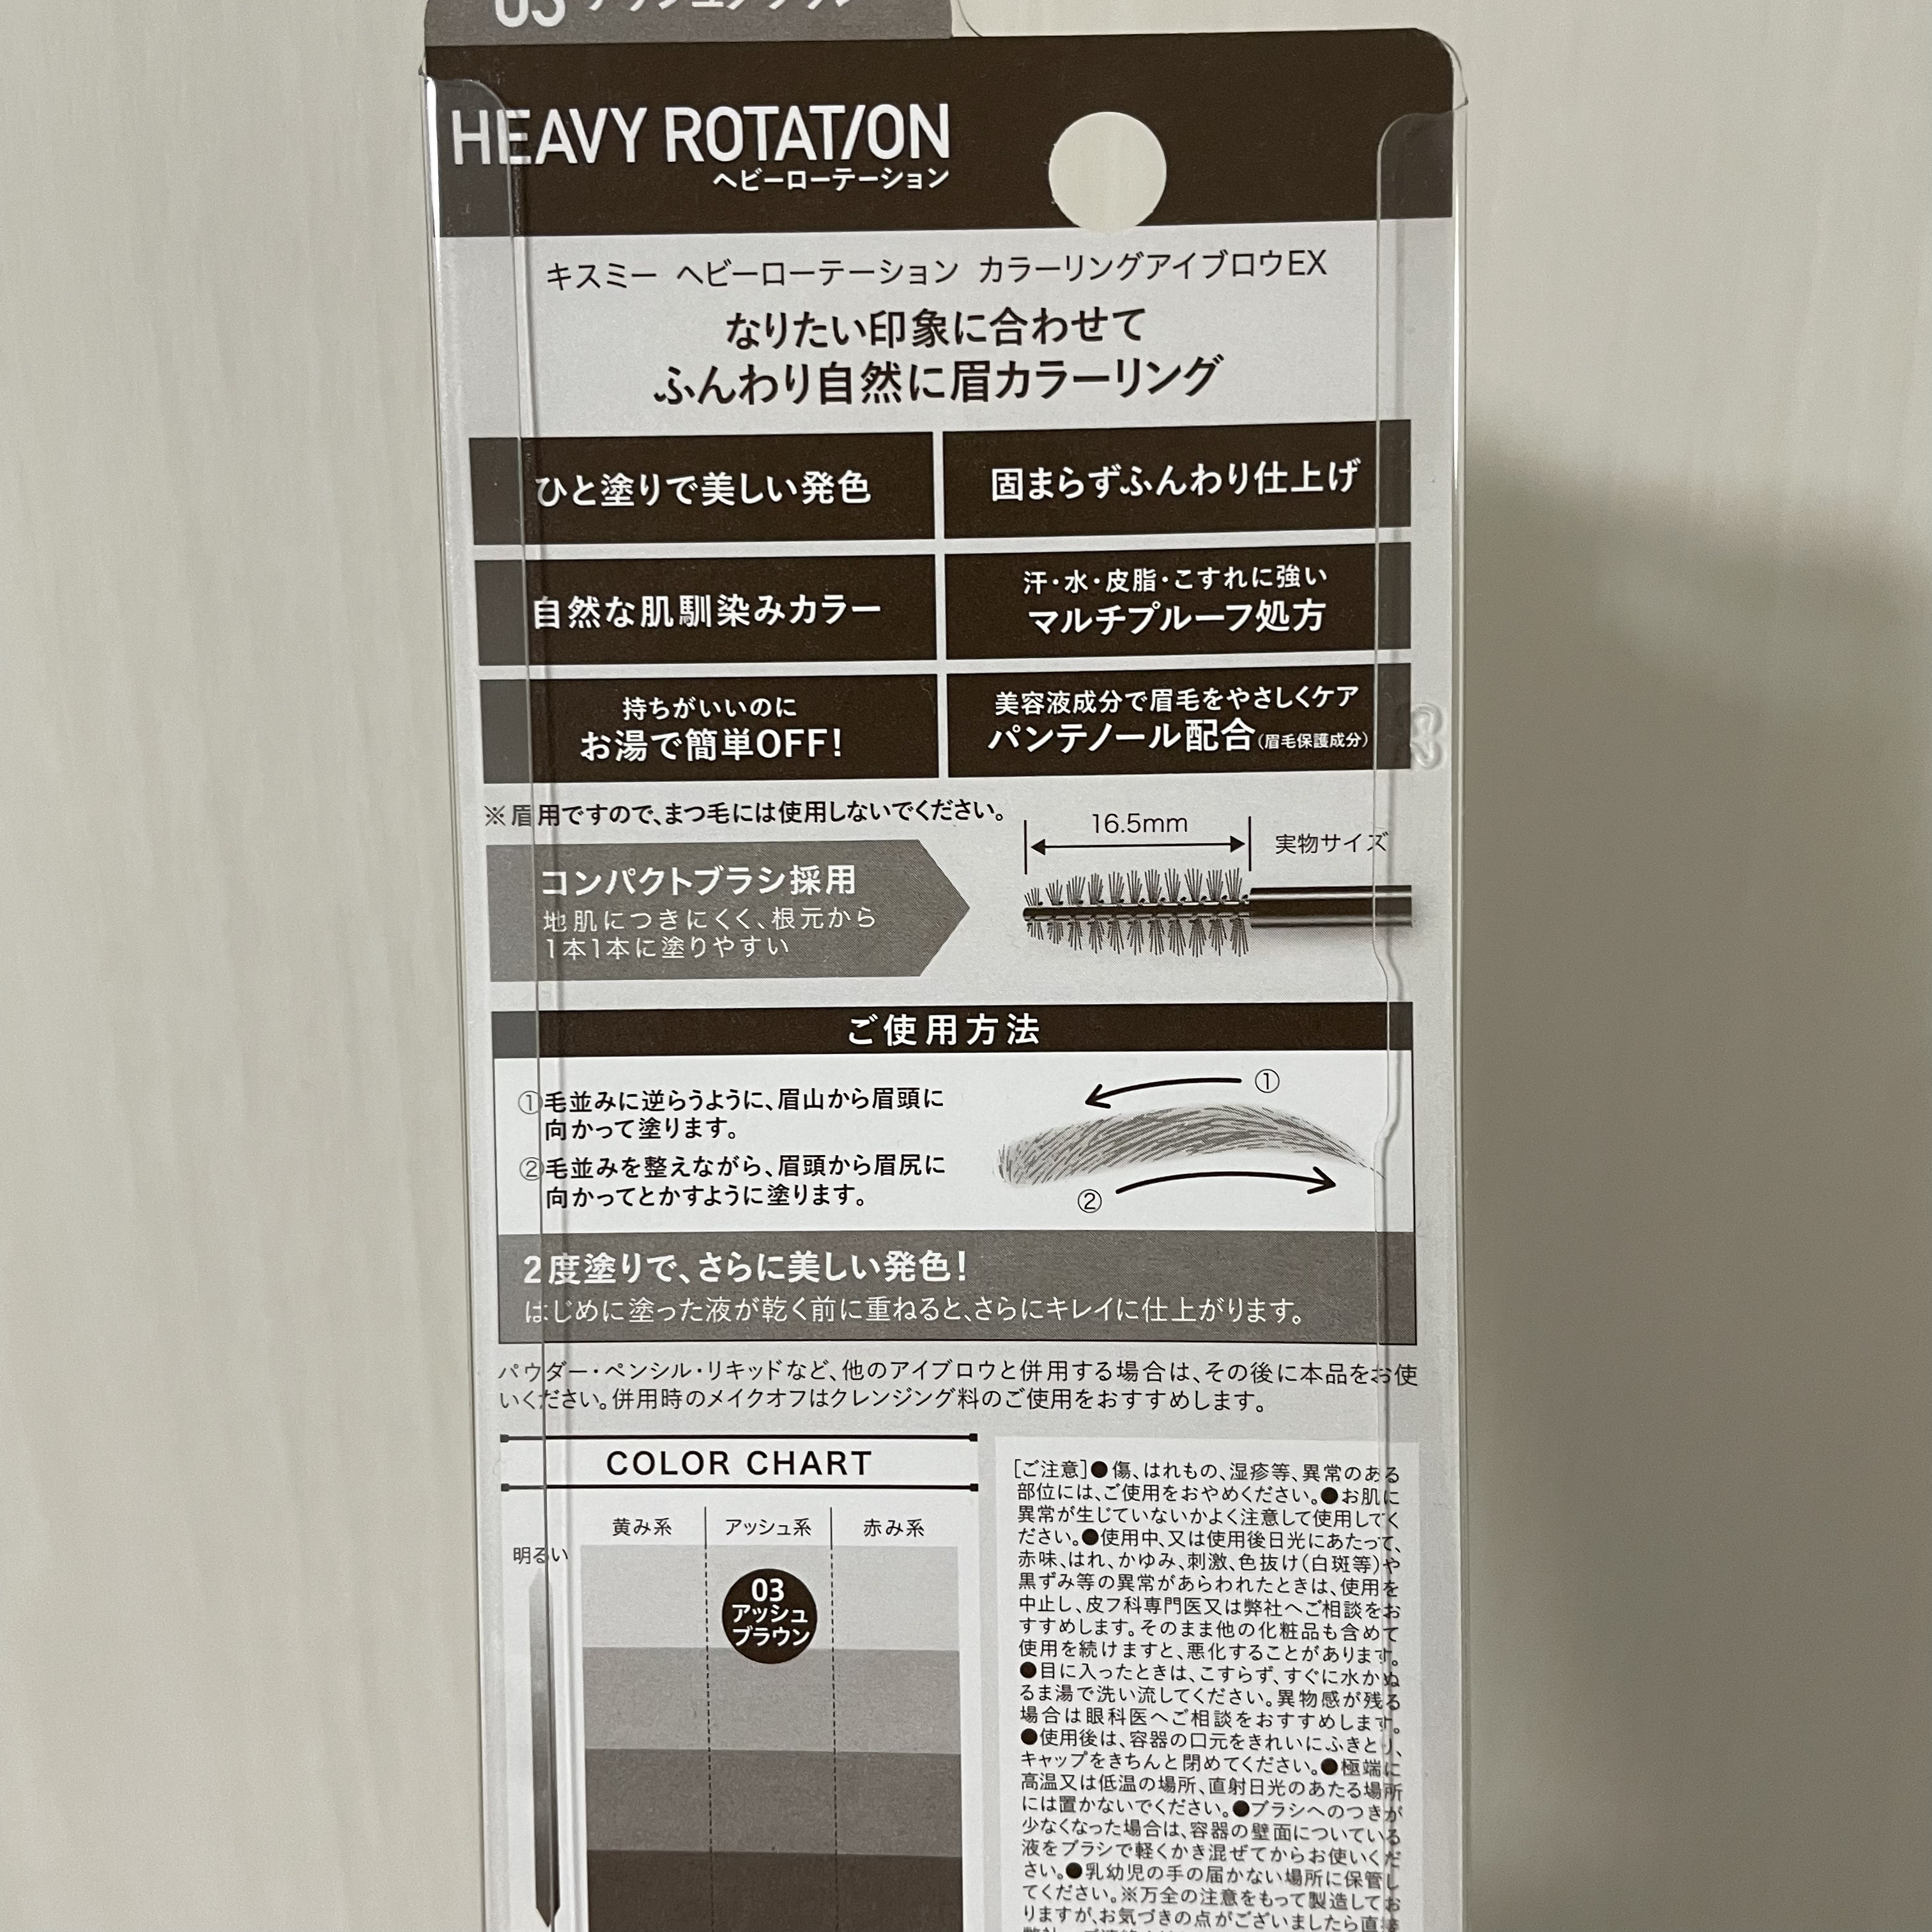 03 アッシュブラウン
HEAVY ROTAT/ON
ヘビーローテーション
キスミー ヘビーローテーション カラーリングアイブロウEX
なりたい印象に合わせて
ふんわり自然に眉カラーリング
ひと塗りで美しい発色
固まらずふんわり仕上げ
自然な肌馴染みカラー
汗・水・皮脂・こすれに強い
マルチプルーフ処方
持ちがいいのに
お湯で簡単OFF!
美容液成分で眉毛をやさしくケア
パンテノール配合(眉毛保護成分)
※眉用ですので、まつ毛には使用しないでください。
コンパクトブラシ採用
地肌につきにくく、根元から
1本1本に塗りやすい
16.5mm
実物サイズ
ご使用方法
①毛並みに逆らうように、眉山から眉頭に
向かって塗ります。
②毛並みを整えながら、眉頭から眉尻に
向かってとかすように塗ります。
①
②
2度塗りで、さらに美しい発色!
はじめに塗った液が乾く前に重ねると、さらにキレイに仕上がります。
パウダー・ペンシル・リキッドなど、他のアイブロウと併用する場合は、その後に本品をお使
いください。併用時のメイクオフはクレンジング料のご使用をおすすめします。
COLOR CHART
黄み系
アッシュ系
赤み系
明るい
03
アッシュ
ブラウン
[ご注意]●傷、はれもの、湿疹等、異常のある
部位には、ご使用をおやめください。●お肌に
異常が生じていないかよく注意して使用してく
ださい。●使用中、又は使用後日光にあたって、
赤味、はれ、かゆみ、刺激、色抜け(白斑等)や
黒ずみ等の異常があらわれたときは、使用を
中止し、皮フ科専門医又は弊社へご相談をお
すすめします。そのまま他の化粧品も含めて
使用を続けますと、悪化することがあります。
●目に入ったときは、こすらず、すぐに水かぬ
るま湯で洗い流してください。異物感が残る
場合は眼科医へご相談をおすすめします。
●使用後は、容器の口元をきれいにふきとり、
キャップをきちんと閉めてください。●極端に
高温又は低温の場所、直射日光のあたる場所
には置かないでください。●ブラシへのつきが
少なくなった場合は、容器の壁面についている
液をブラシで軽くかき混ぜてからお使いくだ
さい。●乳幼児の手の届かない場所に保管し
てください。※万全の注意をもって製造してお
りますが、お気づきの点がございましたら直接